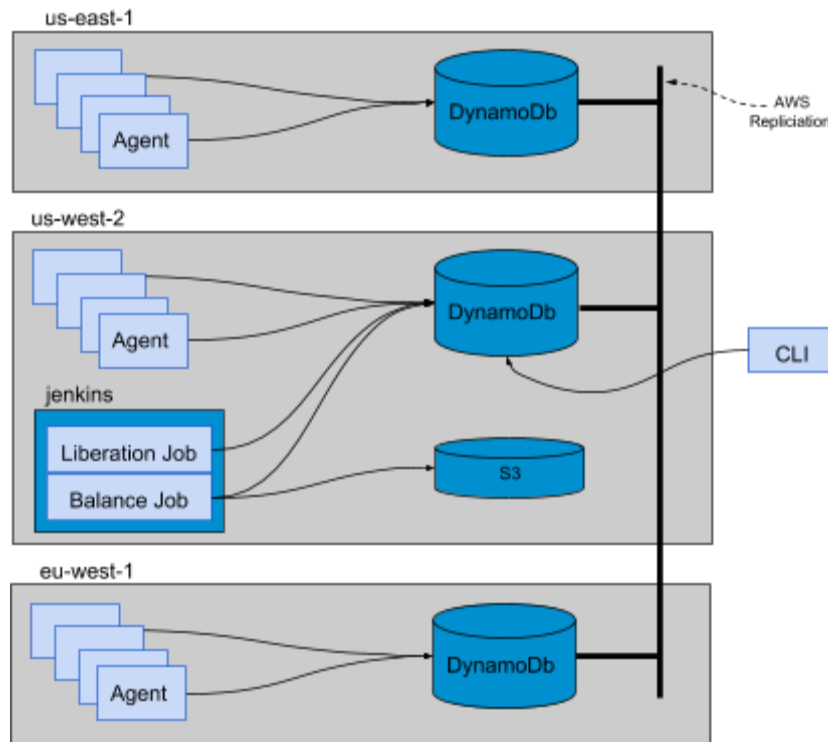 us-east-1
Agent
DynamoDb
AWS
Repliciation
us-west-2
Agent
DynamoDb
CLI
jenkins
Liberation Job
Balance Job
S3
eu-west-1
Agent
DynamoDb